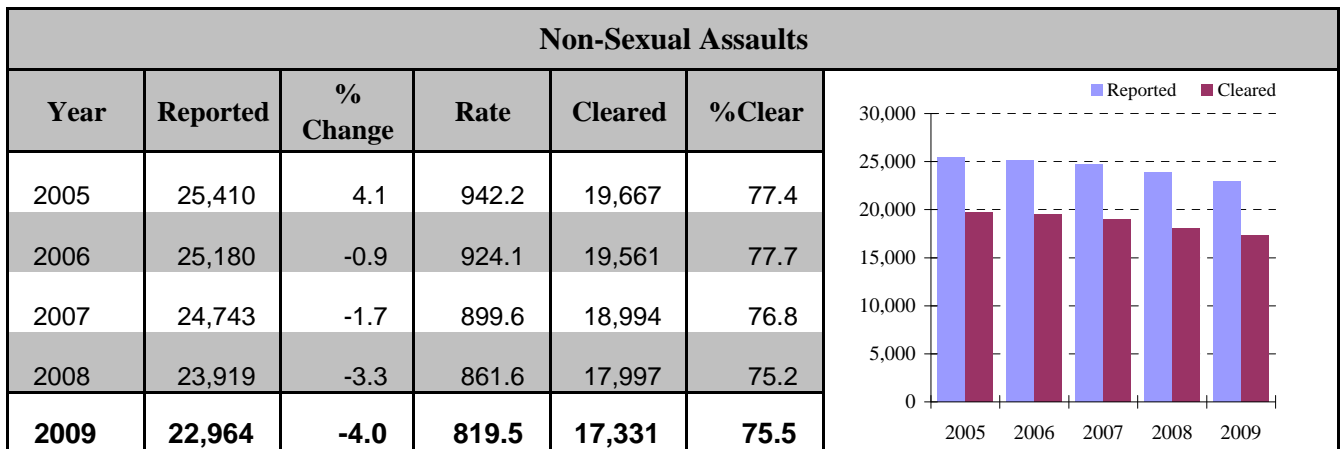 Non-Sexual Assaults
Year Reported % Change Rate Cleared %Clear
2005 25,410 4.1 942.2 19,667 77.4
2006 25,180 -0.9 924.1 19,561 77.7
2007 24,743 -1.7 899.6 18,994 76.8
2008 23,919 -3.3 861.6 17,997 75.2
2009 22,964 -4.0 819.5 17,331 75.5
Reported Cleared
30,000
25,000
20,000
15,000
10,000
5,000
0
2005 2006 2007 2008 2009